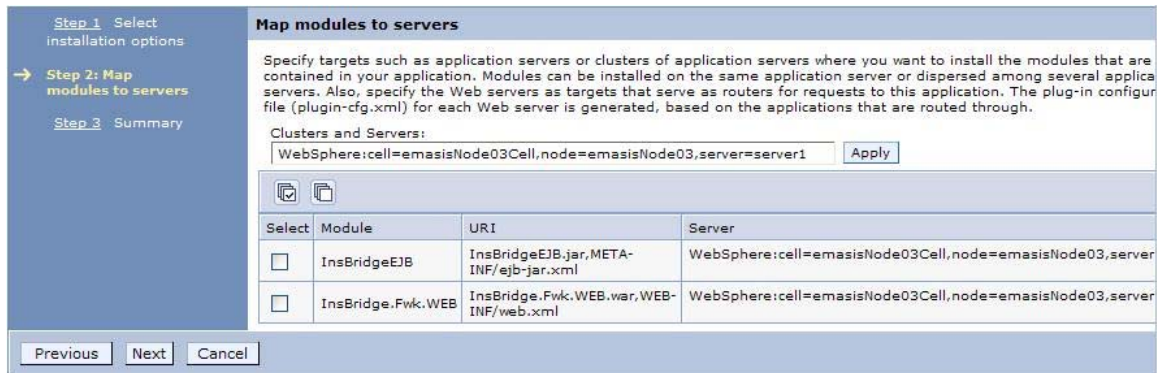 Step 1 Select
installation options
Step 2: Map
modules to servers
Step 3 Summary
Map modules to servers
Specify targets such as application servers or clusters of application servers where you want to install the modules that are
contained in your application. Modules can be installed on the same application server or dispersed among several applica
servers. Also, specify the Web servers as targets that serve as routers for requests to this application. The plug-in configur
file (plugin-cfg.xml) for each Web server is generated, based on the applications that are routed through.
Clusters and Servers:
WebSphere:cell=emasisNode03Cell,node=emasisNode03,server=server1 Apply
Select Module URI Server
InsBridgeEJB InsBridgeEJB.jar,META- WebSphere:cell=emasisNode03Cell,node=emasisNode03,server
INF/ejb-jar.xml
InsBridge.Fwk.WEB InsBridge.Fwk.WEB.war,WEB- WebSphere:cell=emasisNode03Cell,node=emasisNode03,server
INF/web.xml
Previous Next Cancel